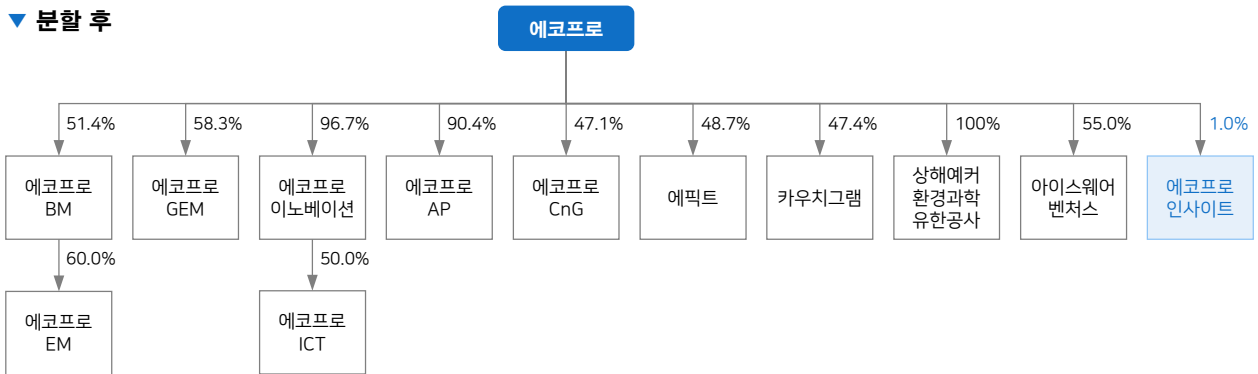 ▼ 분할 후
에코프로
51.4%
58.3%
96.7%
90.4%
47.1%
48.7%
47.4%
100%
55.0%
1.0%
에코프로
BM
에코프로
GEM
에코프로
이노베이션
에코프로
AP
에코프로
CnG
에픽트
카우치그램
상해예커
환경과학
유한공사
아이스웨어
벤처스
에코프로
인사이트
60.0%
50.0%
에코프로
EM
에코프로
ICT